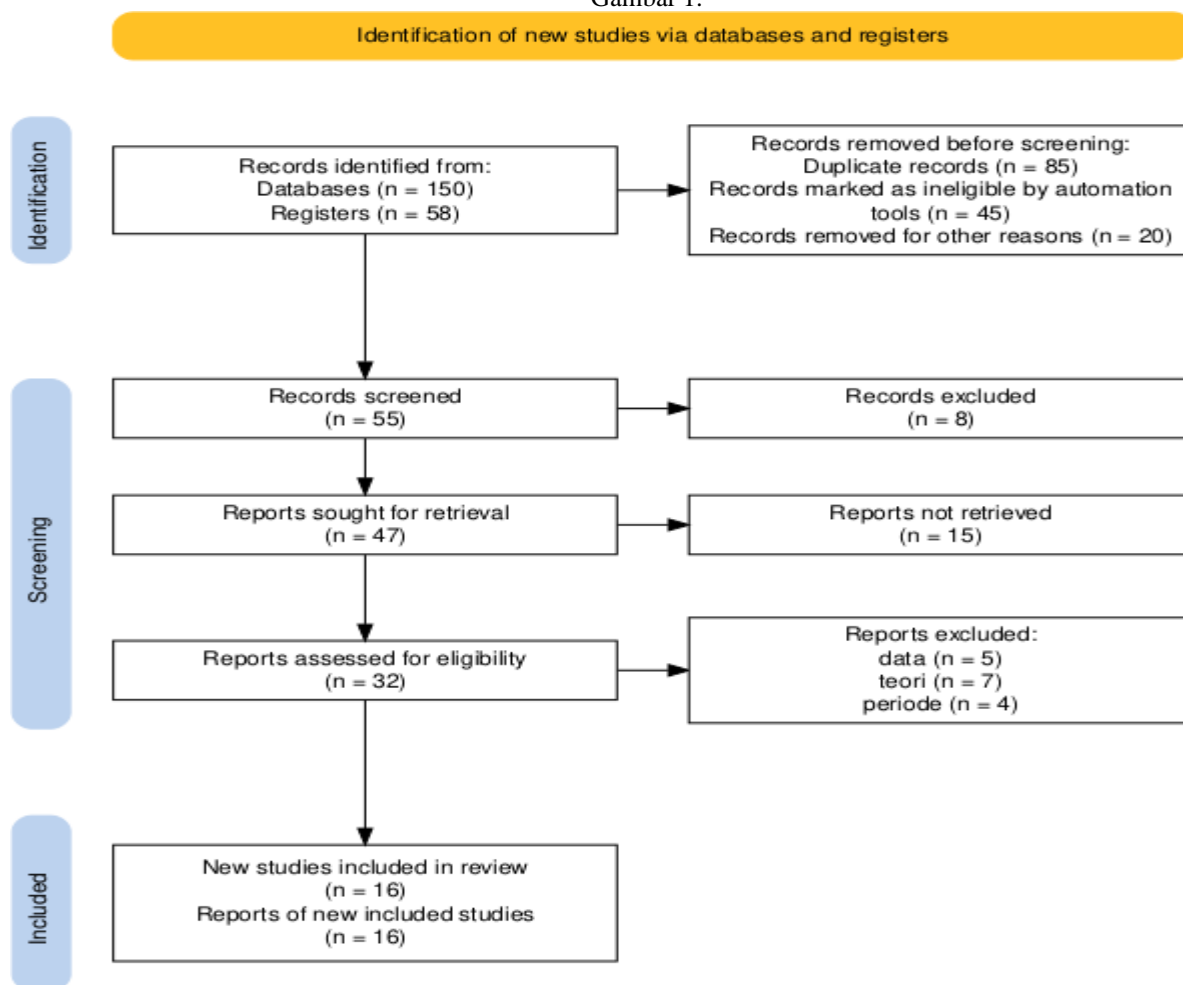 Gambar 1.
Identification of new studies via databases and registers
Identification
Records identified from:
Databases (n = 150)
Registers (n = 58)
Records removed before screening:
Duplicate records (n = 85)
Records marked as ineligible by automation
tools (n = 45)
Records removed for other reasons (n = 20)
Screening
Records screened
(n = 55)
Records excluded
(n = 8)
Reports sought for retrieval
(n = 47)
Reports not retrieved
(n = 15)
Reports assessed for eligibility
(n = 32)
Reports excluded:
data (n = 5)
teori (n = 7)
periode (n = 4)
Included
New studies included in review
(n = 16)
Reports of new included studies
(n = 16)